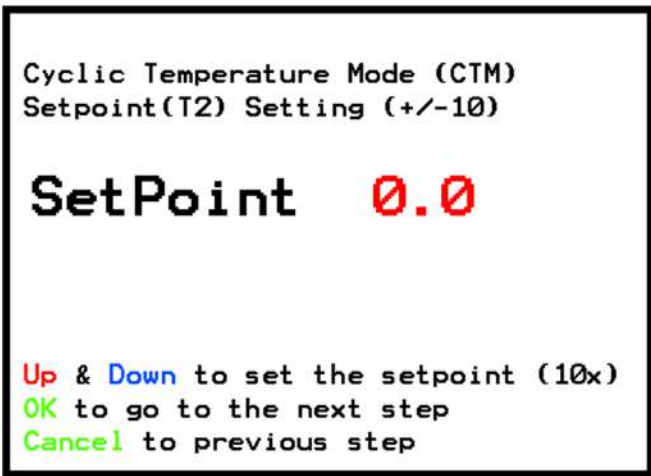 Cyclic Temperature Mode (CTM)
Setpoint(T2) Setting (+/-10)
SetPoint 0.0
Up & Down to set the setpoint (10x)
OK to go to the next step
Cancel to previous step